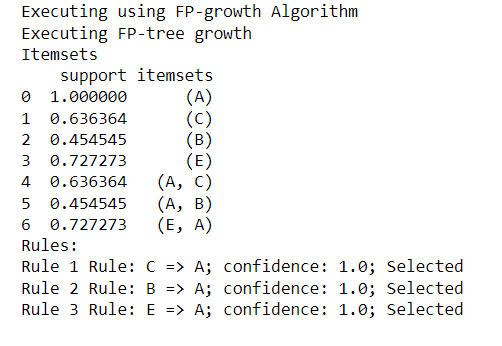 Executing using FP-growth Algorithm
Executing FP-tree growth
Itemsets
support itemsets
0 1.000000 (A)
1 0.636364 (C)
2 0.454545 (B)
3 0.727273 (E)
4 0.636364 (A, C)
5 0.454545 (A, B)
6 0.727273 (E, A)
Rules:
Rule 1 Rule: C => A; confidence: 1.0; Selected
Rule 2 Rule: B => A; confidence: 1.0; Selected
Rule 3 Rule: E => A; confidence: 1.0; Selected